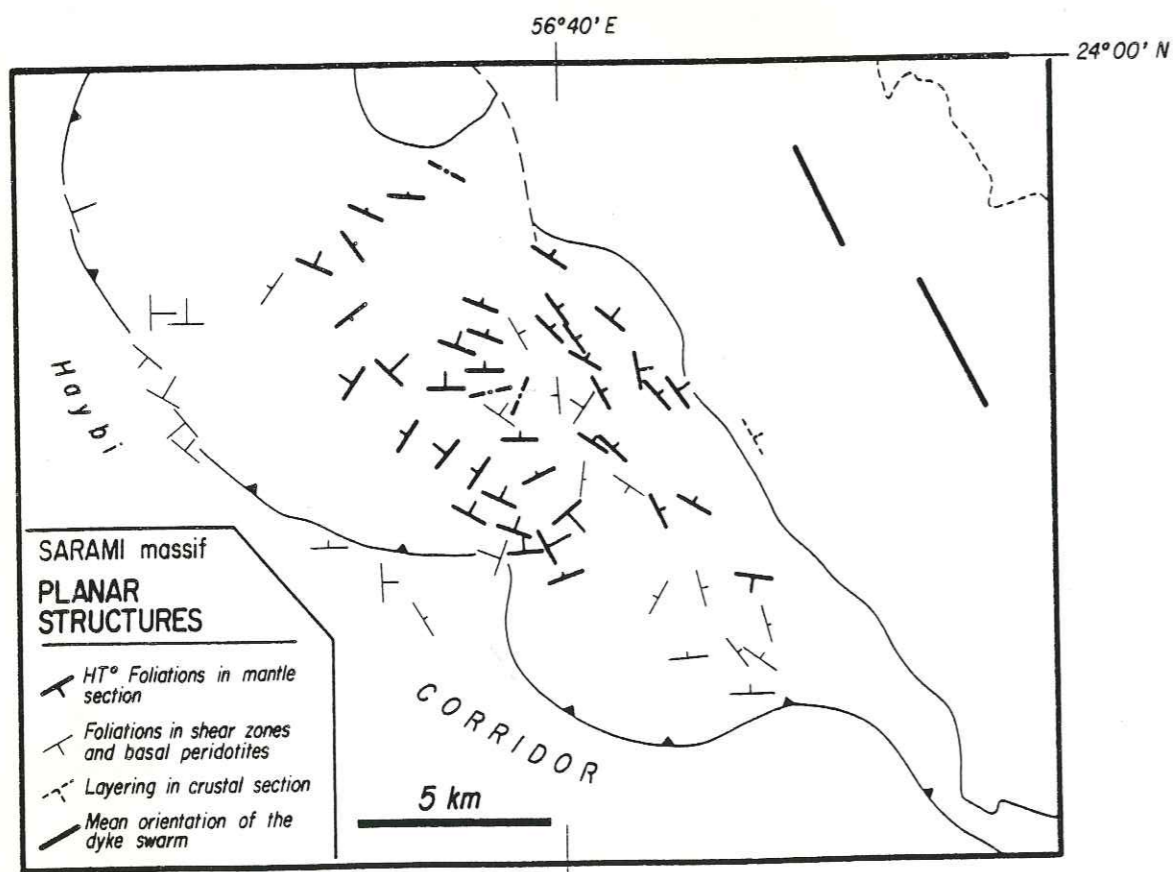 56°40' E
24°00' N
Haybi
CORRIDOR
SARAMI massif
PLANAR
STRUCTURES
HT° Foliations in mantle
section
Foliations in shear zones
and basal peridotites
Layering in crustal section
Mean orientation of the
dyke swarm
5 km